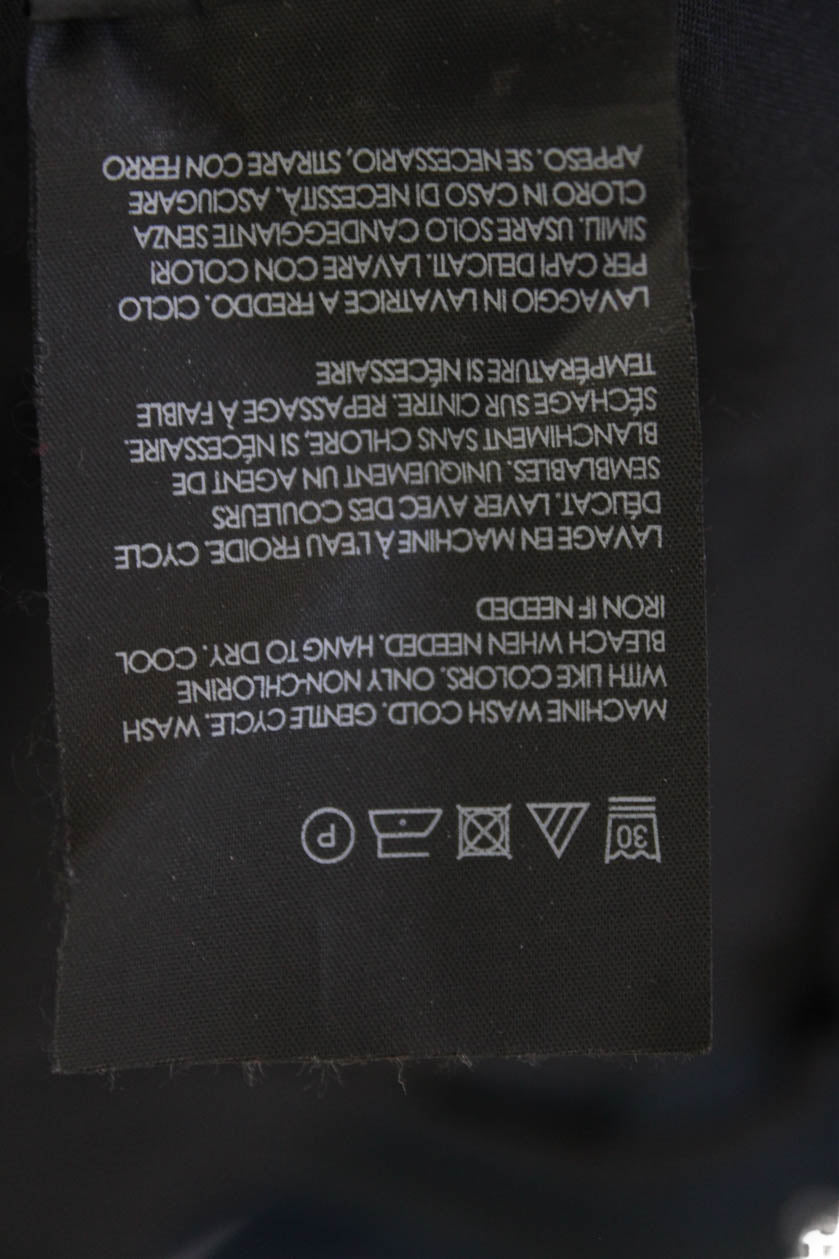 30
P
MACHINE WASH COLD. GENTLE CYCLE. WASH
WITH LIKE COLORS. ONLY NON-CHLORINE
BLEACH WHEN NEEDED. HANG TO DRY. COOL
IRON IF NEEDED
LAVAGE EN MACHINE À L'EAU FROIDE. CYCLE
DÉLICAT. LAVER AVEC DES COULEURS
SEMBLABLES. UNIQUEMENT UN AGENT DE
BLANCHIMENT SANS CHLORE, SI NÉCESSAIRE.
SÉCHAGE SUR CINTRE. REPASSAGE À FAIBLE
TEMPÉRATURE SI NÉCESSAIRE
LAVAGGIO IN LAVATRICE A FREDDO. CICLO
PER CAPI DELICATI. LAVARE CON COLORI
SIMILI. USARE SOLO CANDEGGIANTE SENZA
CLORO IN CASO DI NECESSITÀ. ASCIUGARE
APPESO. SE NECESSARIO, STIRARE CON FERRO